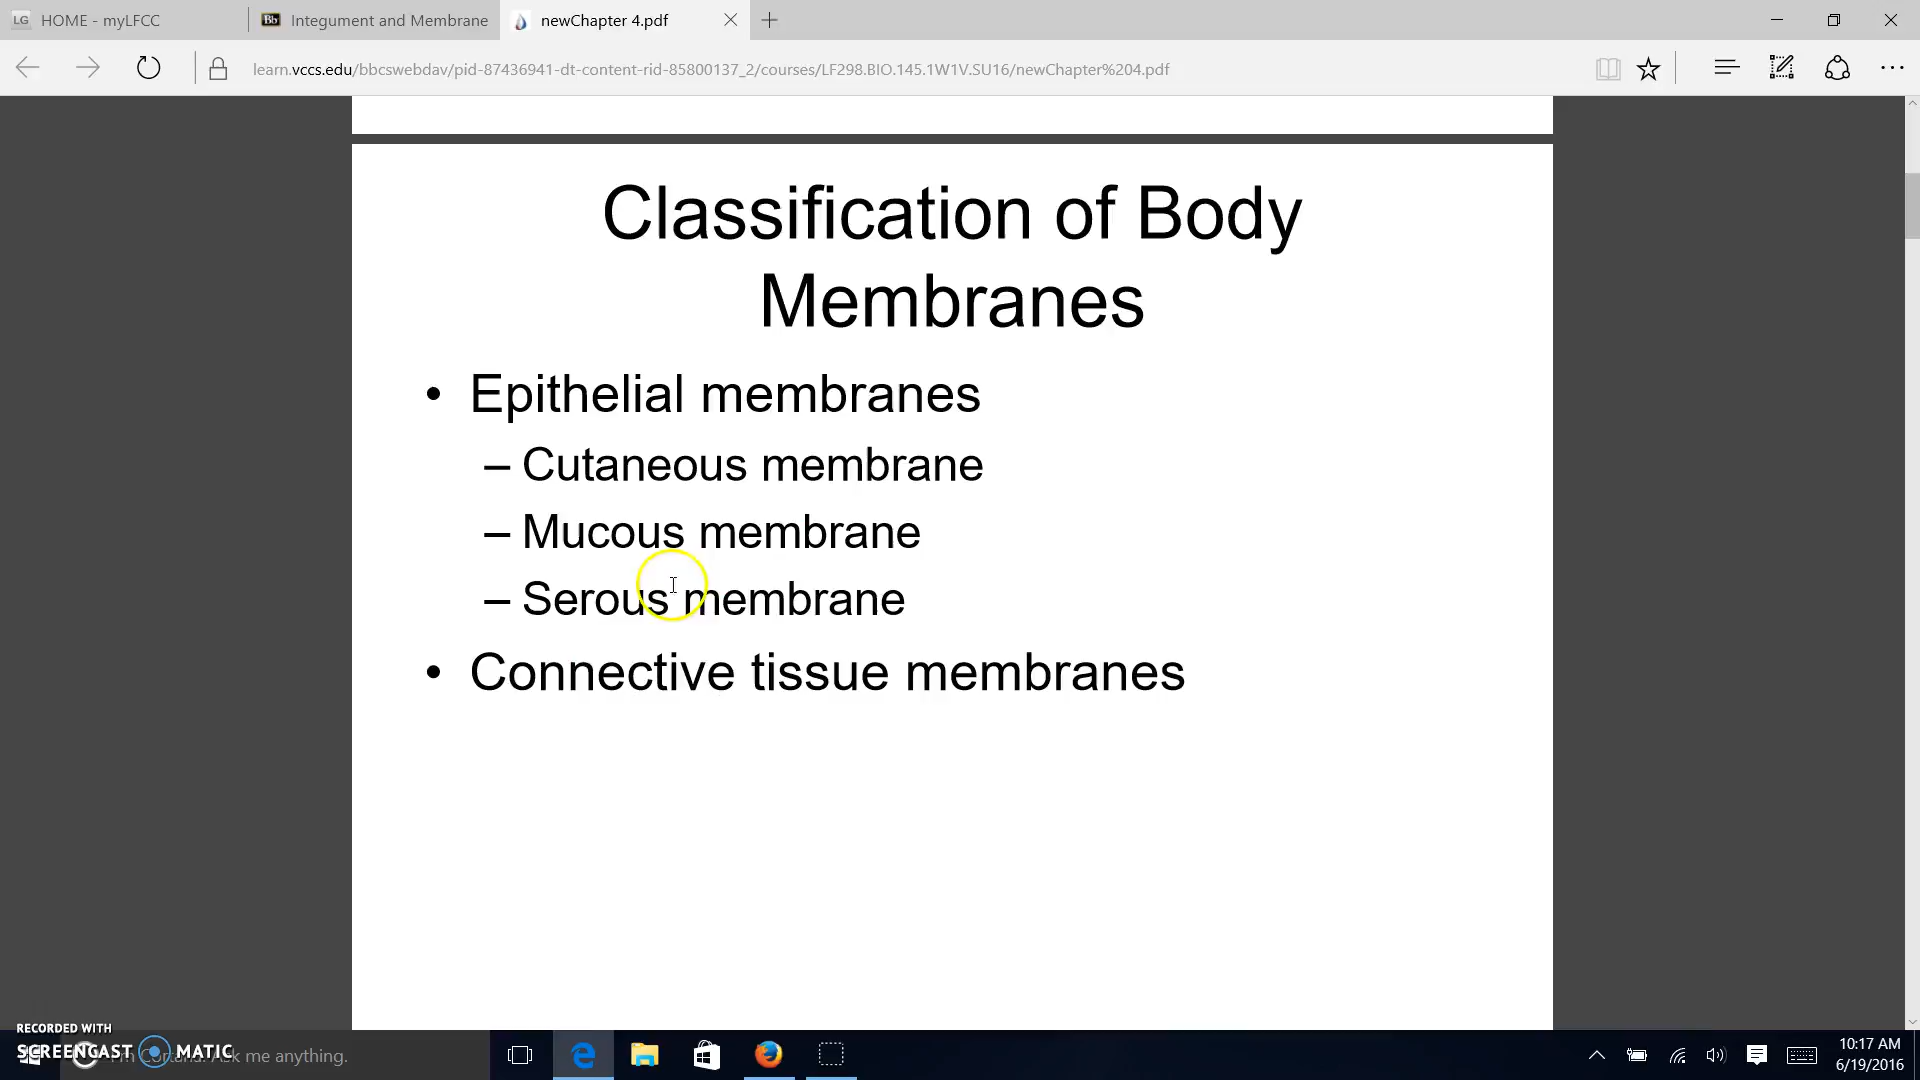 LG HOME - myLFCC
Bb Integument and Membrane
newChapter 4.pdf
learn.vccs.edu/bbcswebdav/pid-87436941-dt-content-rid-85800137_2/courses/LF298.BIO.145.1W1V.SU16/newChapter%204.pdf
Classification of Body
Membranes
• Epithelial membranes
– Cutaneous membrane
– Mucous membrane
– Serous membrane
• Connective tissue membranes
RECORDED WITH
SCREENCAST MATIC
Ask me anything.
10:17 AM
6/19/2016